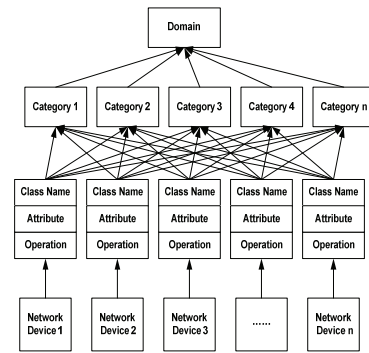 Domain
Category 1 Category 2 Category 3 Category 4 Category n
Class Name Class Name Class Name Class Name Class Name
Attribute Attribute Attribute Attribute Attribute
Operation Operation Operation Operation Operation
Network Network Network ...... Network
Device 1 Device 2 Device 3 Device n